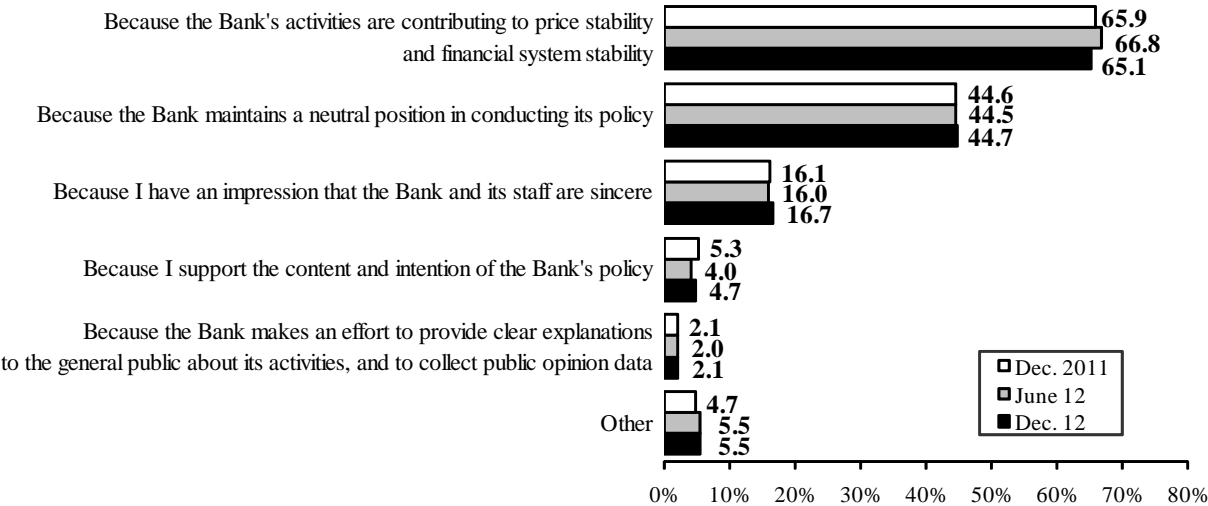 Because the Bank's activities are contributing to price stability
and financial system stability
65.9
66.8
65.1
Because the Bank maintains a neutral position in conducting its policy
44.6
44.5
44.7
Because I have an impression that the Bank and its staff are sincere
16.1
16.0
16.7
Because I support the content and intention of the Bank's policy
5.3
4.0
4.7
Because the Bank makes an effort to provide clear explanations
to the general public about its activities, and to collect public opinion data
2.1
2.0
2.1
Other
4.7
5.5
5.5
Dec. 2011
June 12
Dec. 12
0% 10% 20% 30% 40% 50% 60% 70% 80%